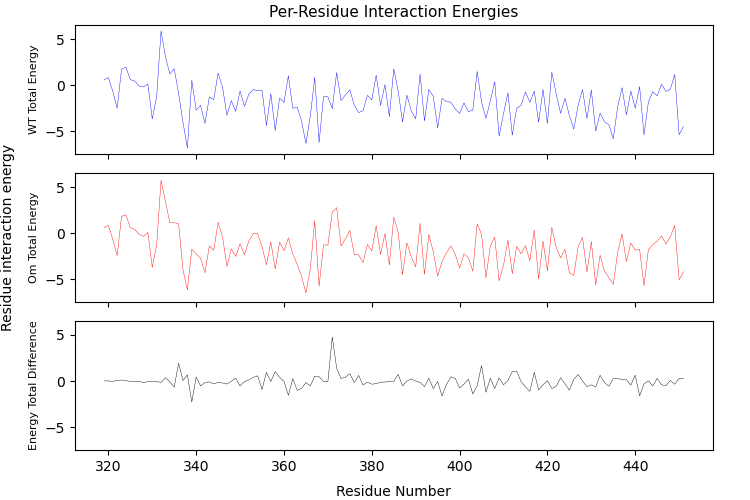 Per-Residue Interaction Energies
Residue interaction energy
WT Total Energy
5
0
−5
Om Total Energy
5
0
−5
Energy Total Difference
5
0
−5
320 340 360 380 400 420 440
Residue Number